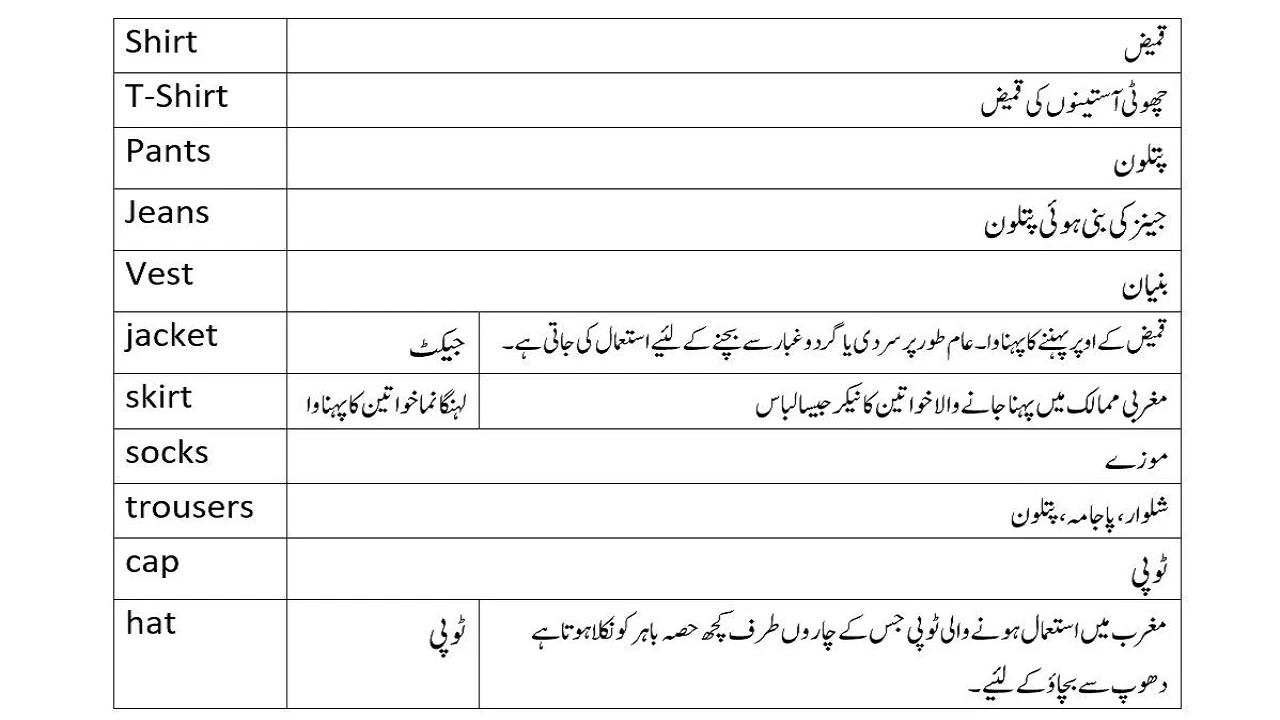 Shirt قمیض
T-Shirt چھوٹی آستینوں کی قمیض
Pants پتلون
Jeans جینز کی بنی ہوئی پتلون
Vest بنیان
jacket جیکٹ قمیض کے اوپر پہننے کا پہناوا۔ عام طور پر سردی یا گرد و غبار سے بچنے کے لئیے استعمال کی جاتی ہے۔
skirt لہنگا نما خواتین کا پہناوا مغربی ممالک میں پہنا جانے والا خواتین کا نیکر جیسا لباس
socks موزے
trousers شلوار، پاجامہ، پتلون
cap ٹوپی
hat ٹوپی مغرب میں استعمال ہونے والی ٹوپی جس کے چاروں طرف کچھ حصہ باہر کو نکلا ہوتا ہے
دھوپ سے بچاؤ کے لئیے۔